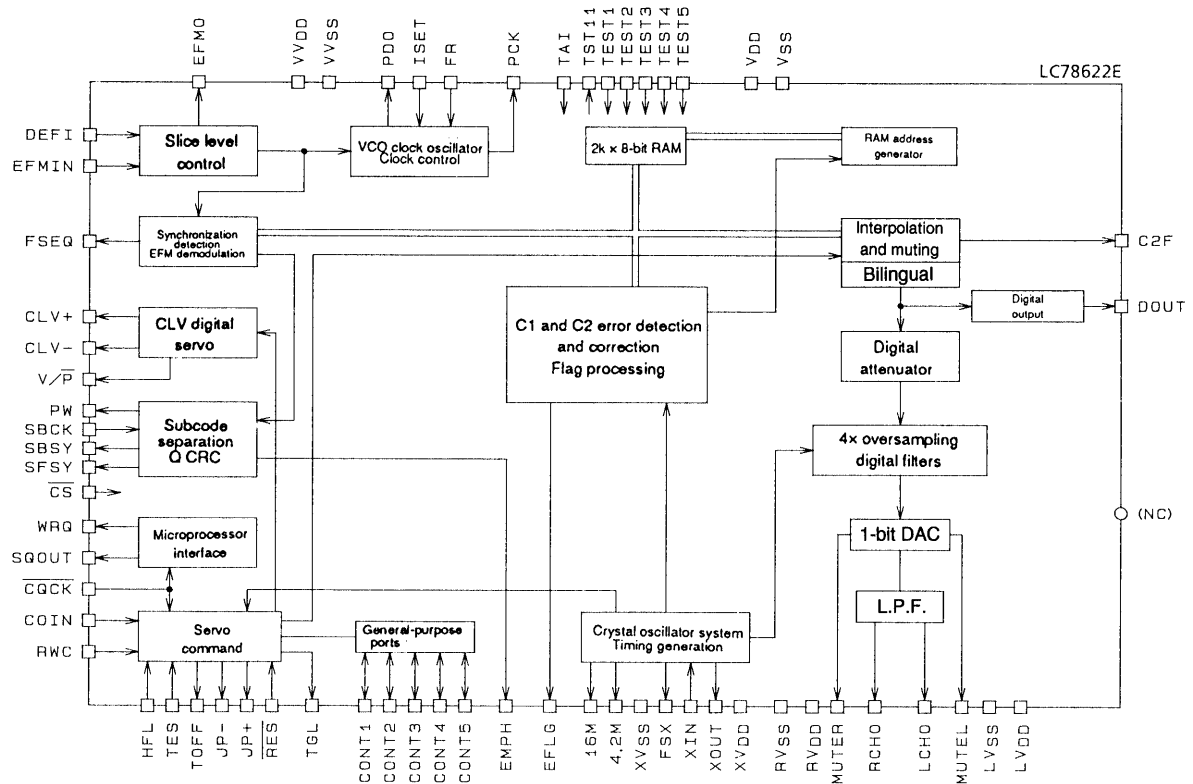 EFMO
VVDD
VVSS
PDO
ISET
FR
PCK
TAI
TST11
TEST1
TEST2
TEST3
TEST4
TEST5
VDD
VSS
LC78622E
DEFI
EFMIN
Slice level
control
VCO clock oscillator
Clock control
2k × 8-bit RAM
RAM address
generator
FSEQ
Synchronization
detection
EFM demodulation
Interpolation
and muting
Bilingual
C2F
CLV+
CLV-
V/P
CLV digital
servo
C1 and C2 error detection
and correction
Flag processing
Digital
output
DOUT
Digital
attenuator
PW
SBCK
SBSY
SFSY
Subcode
separation
Q CRC
4× oversampling
digital filters
CS
(NC)
WRQ
SQOUT
Microprocessor
interface
1-bit DAC
CQCK
COIN
RWC
Servo
command
General-purpose
ports
Crystal oscillator system
Timing generation
L.P.F.
HFL
TES
TOFF
JP-
JP+
RES
TGL
CONT1
CONT2
CONT3
CONT4
CONT5
EMPH
EFLG
16M
4.2M
XVSS
FSX
XIN
XOUT
XVDD
RVSS
RVDD
MUTER
RCHO
LCHO
MUTEL
LVSS
LVDD